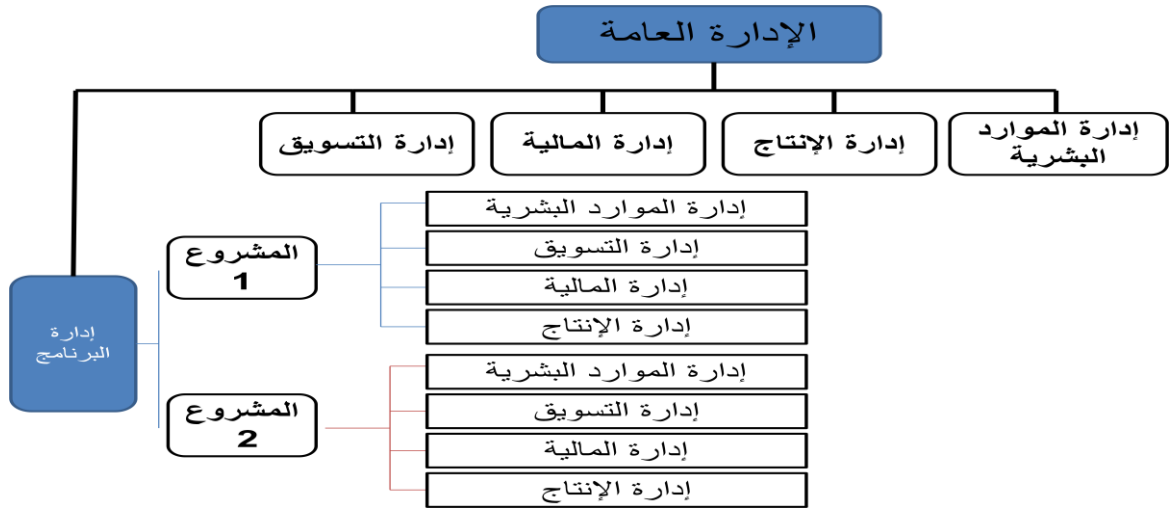 الإدارة العامة
إدارة الموارد
البشرية
إدارة الإنتاج
إدارة المالية
إدارة التسويق
إدارة
البرنامج
المشروع
1
إدارة الموارد البشرية
إدارة التسويق
إدارة المالية
إدارة الإنتاج
المشروع
2
إدارة الموارد البشرية
إدارة التسويق
إدارة المالية
إدارة الإنتاج